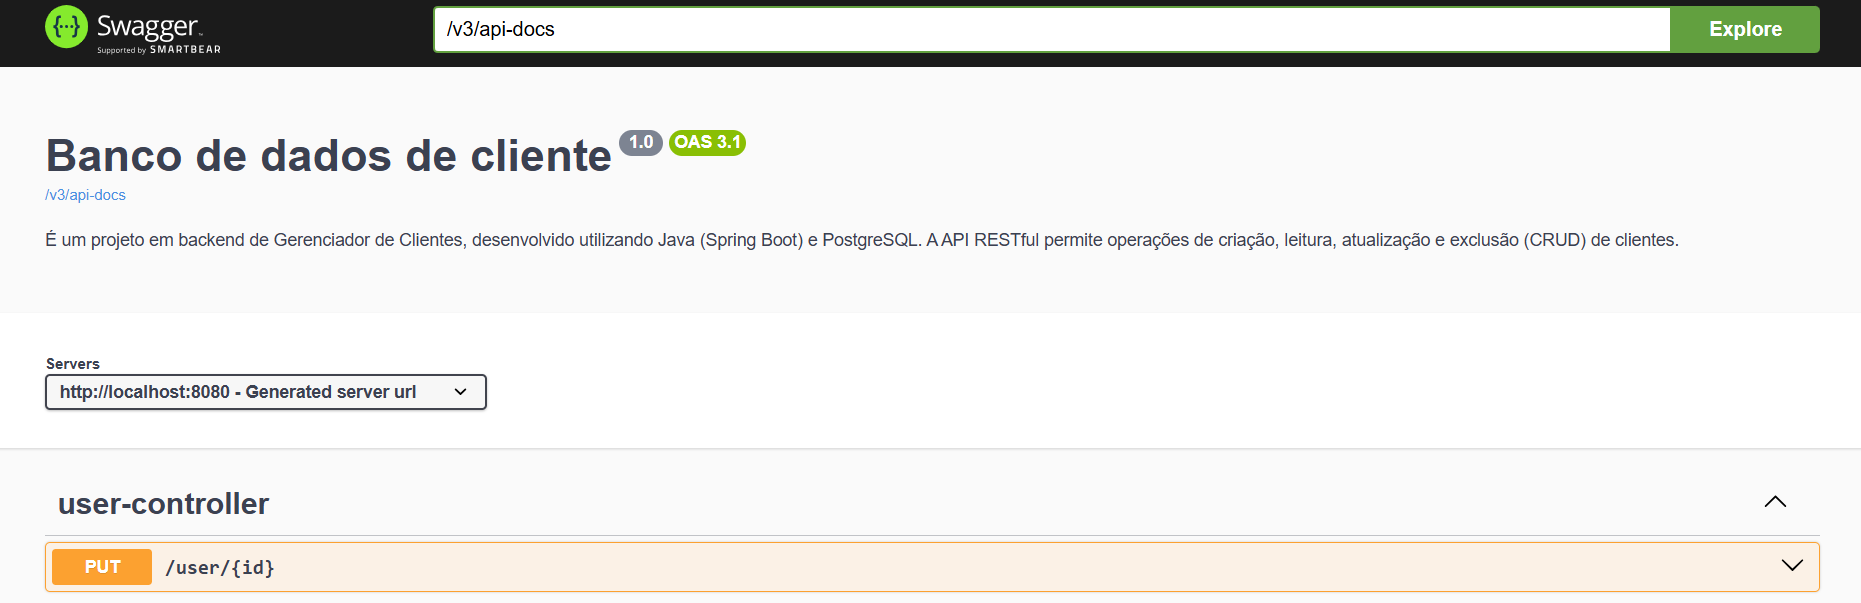 {···} Swagger™
Supported by SMARTBEAR
/v3/api-docs
Explore
Banco de dados de cliente 1.0 OAS 3.1
/v3/api-docs
É um projeto em backend de Gerenciador de Clientes, desenvolvido utilizando Java (Spring Boot) e PostgreSQL. A API RESTful permite operações de criação, leitura, atualização e exclusão (CRUD) de clientes.
Servers
http://localhost:8080 - Generated server url
user-controller
PUT /user/{id}